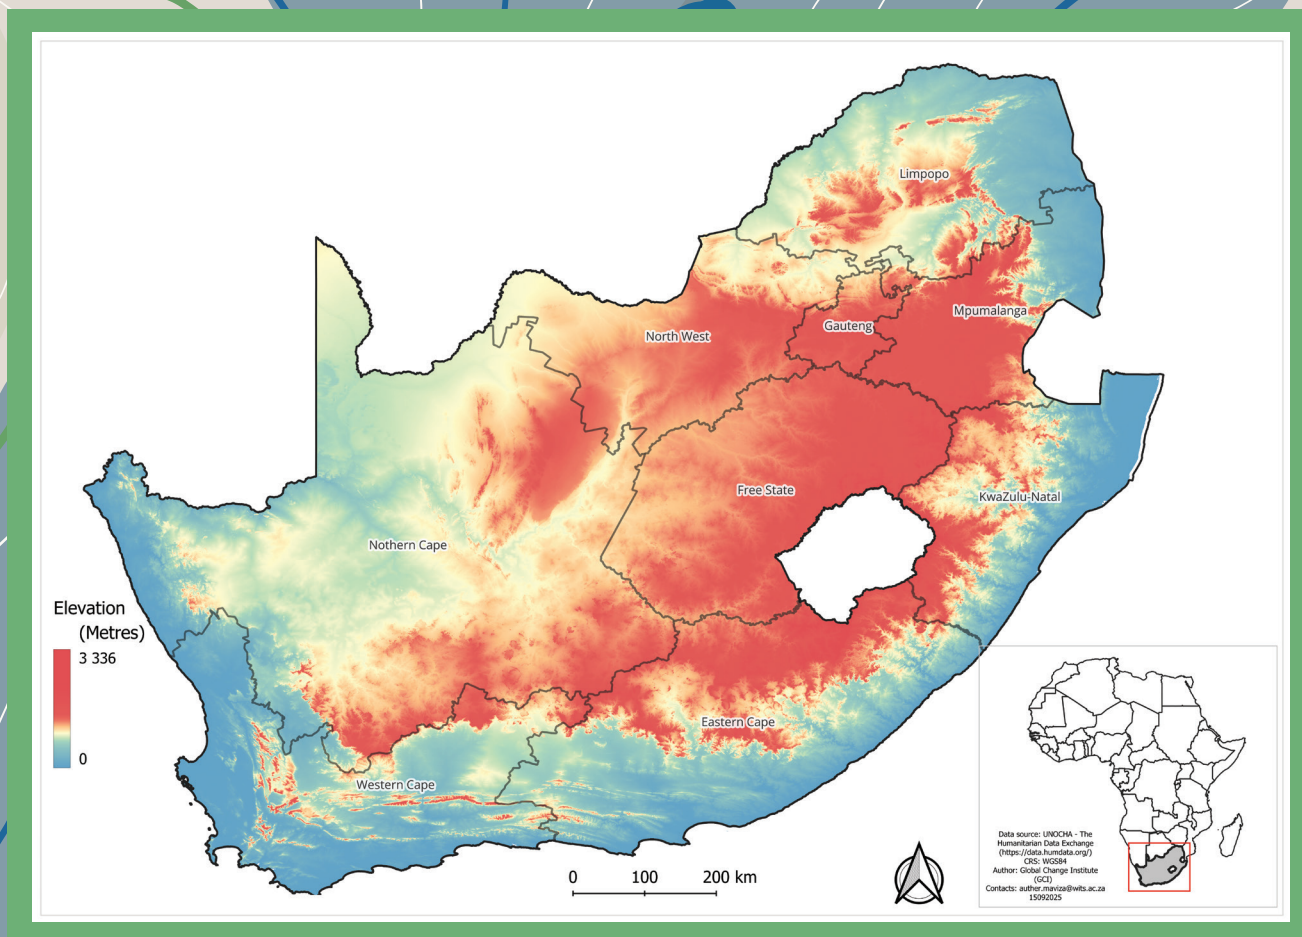 Limpopo
Mpumalanga
Gauteng
North West
Free State
KwaZulu-Natal
Nothern Cape
Eastern Cape
Western Cape
Elevation
(Metres)
3 336
0
0 100 200 km
Data source: UNOCHA - The
Humanitarian Data Exchange
(https://data.humdata.org/)
CRS: WGS84
Author: Global Change Institute
(GCI)
Contacts: auther.maviza@wits.ac.za
15092025